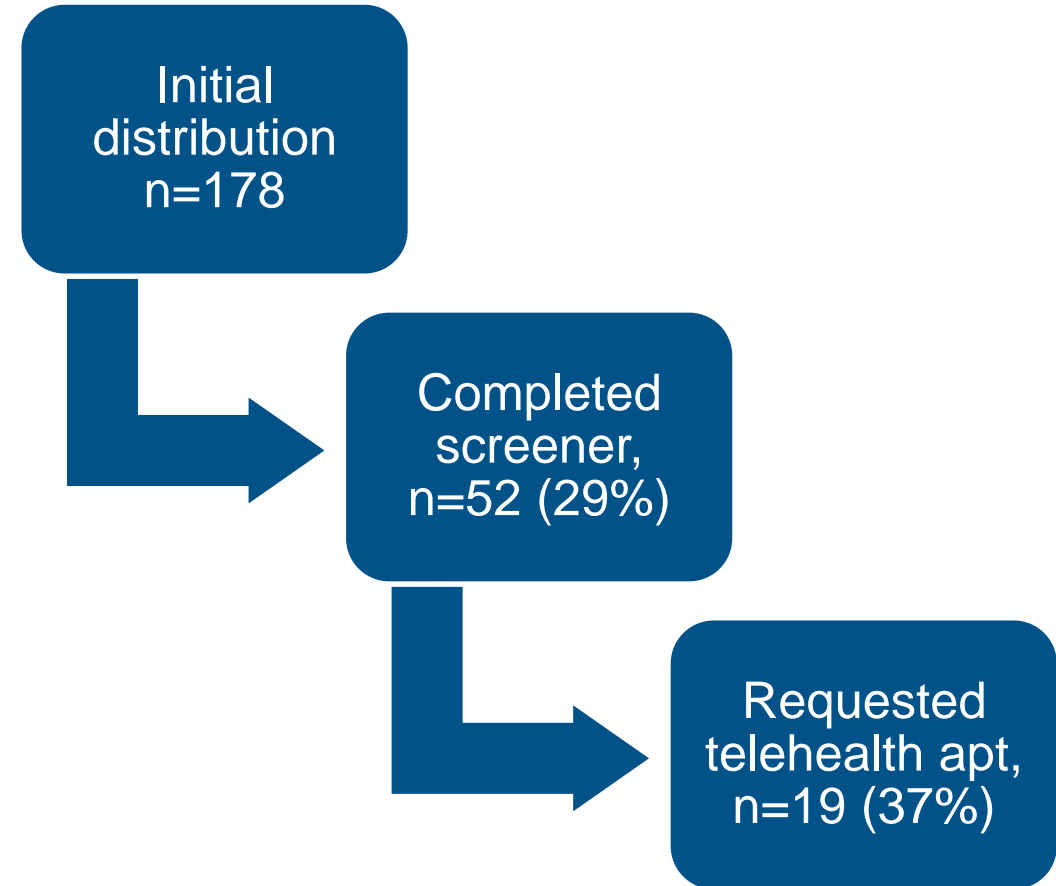 Initial
distribution
n=178
Completed
screener,
n=52 (29%)
Requested
telehealth apt,
n=19 (37%)